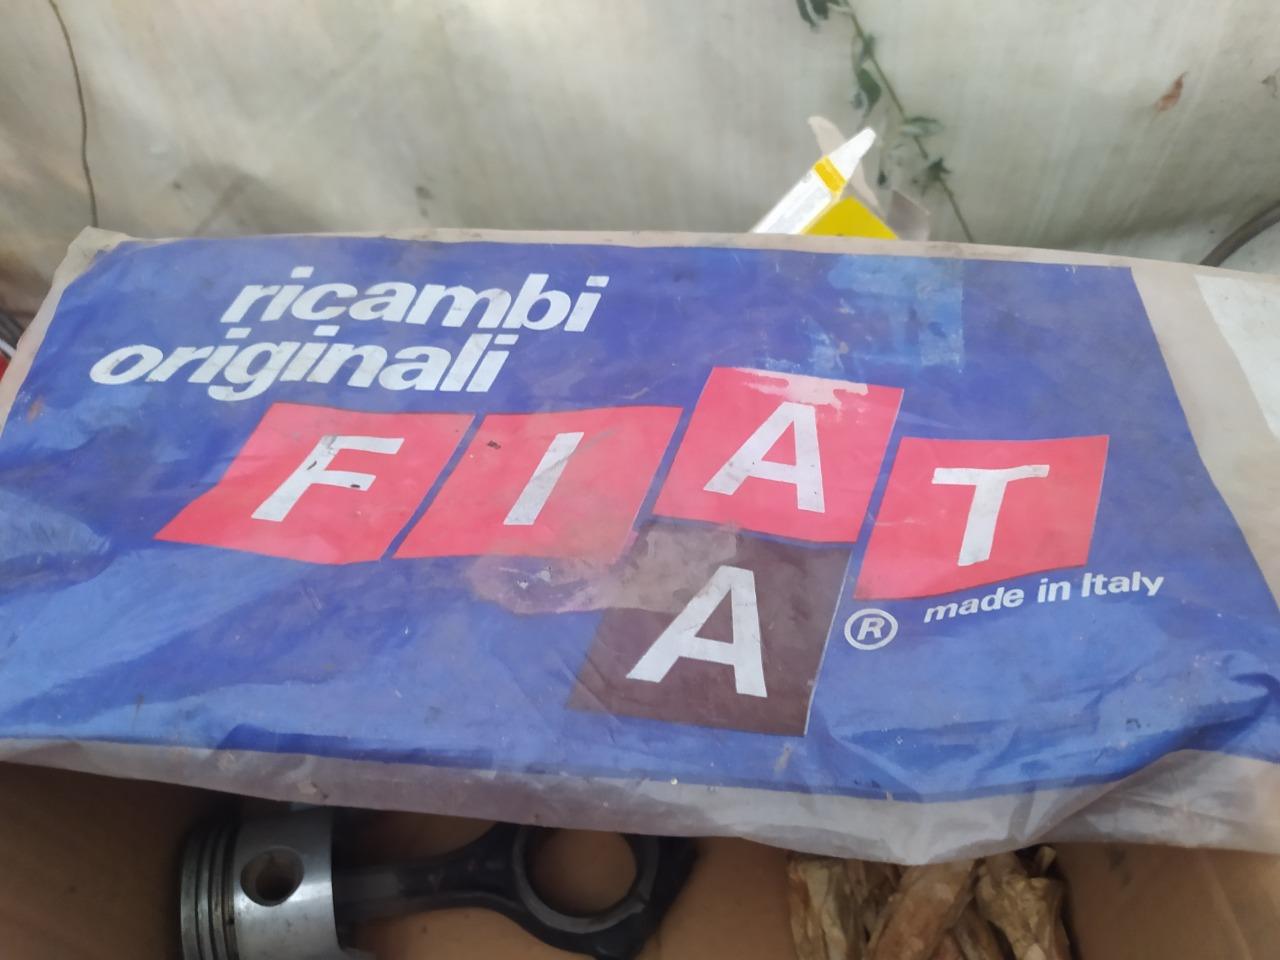 ricambi
originali
FIAT
A
® made in Italy